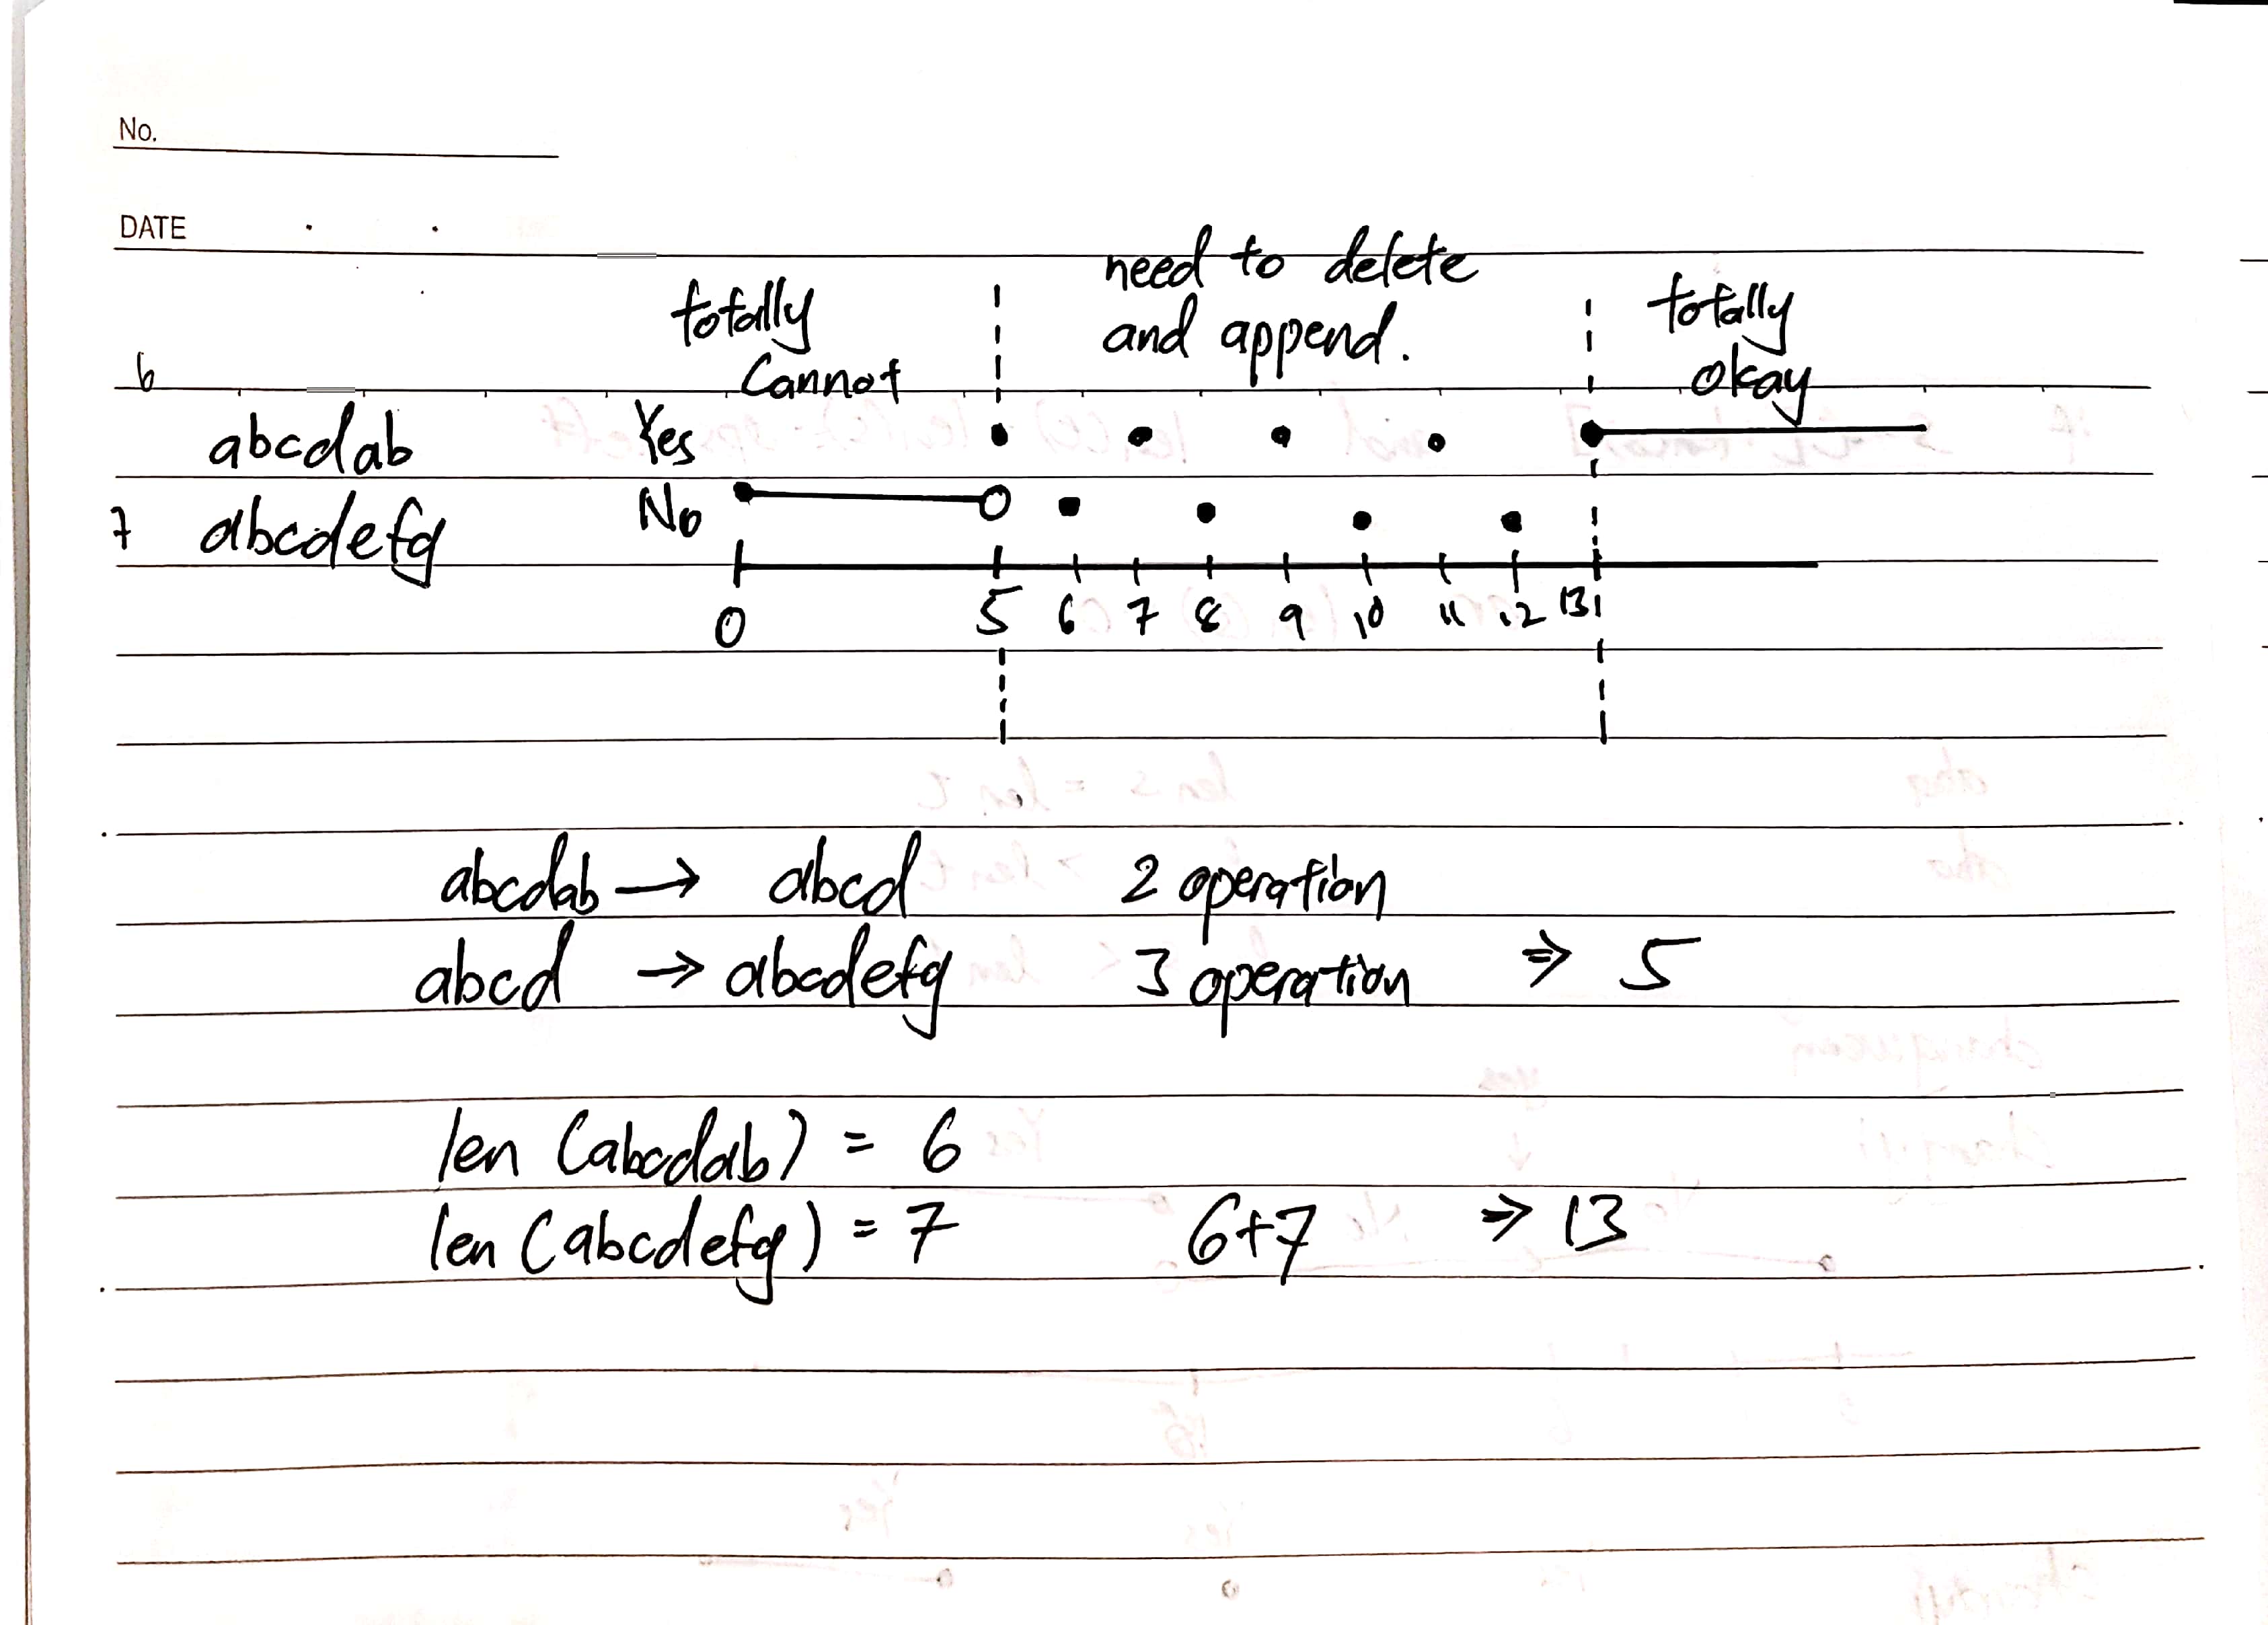 No.
DATE
need to delete
and append.
totally
Cannot
totally
okay
6
abcdab Yes
7 abcdefg No
0 5 6 7 8 9 10 11 12 13
abcdab → abcd 2 operation
abcd → abcdefg 3 operation ⇒ 5
len (abcdab) = 6
len (abcdefg) = 7 6+7 ⇒ 13